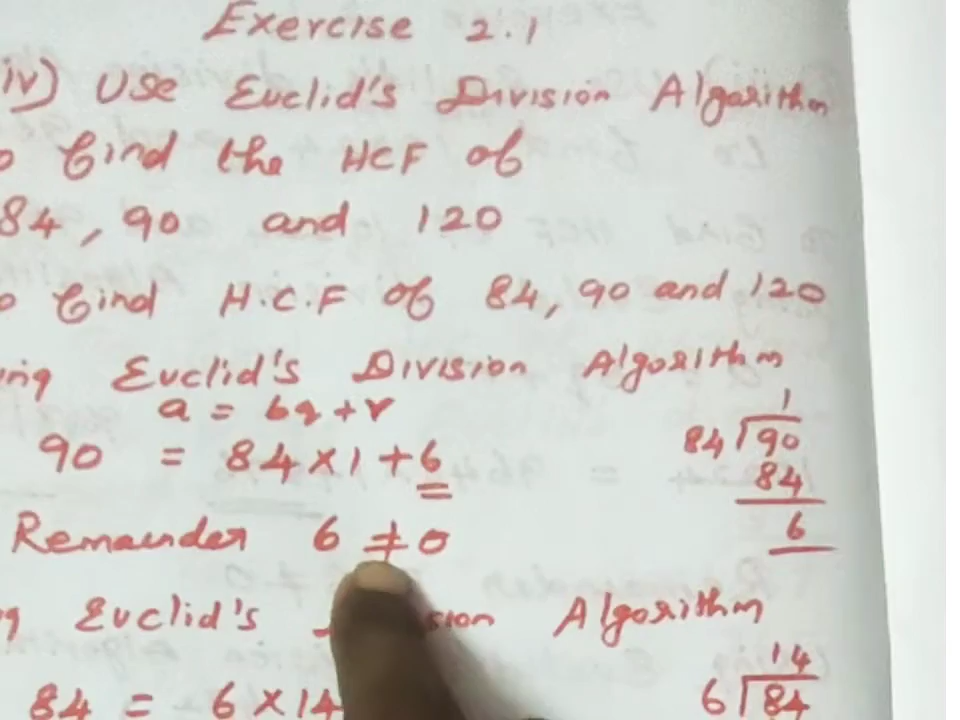 Exercise 2.1
iv) Use Euclid's Division Algorithm
o find the HCF of
84, 90 and 120
o find H.C.F of 84, 90 and 120
ing Euclid's Division Algorithm
a = bq + r
90 = 84 × 1 + 6
1
84 90
84
6
Remainder 6 ≠ 0
g Euclid's sion Algorithm
84 = 6 × 14
14
6 84